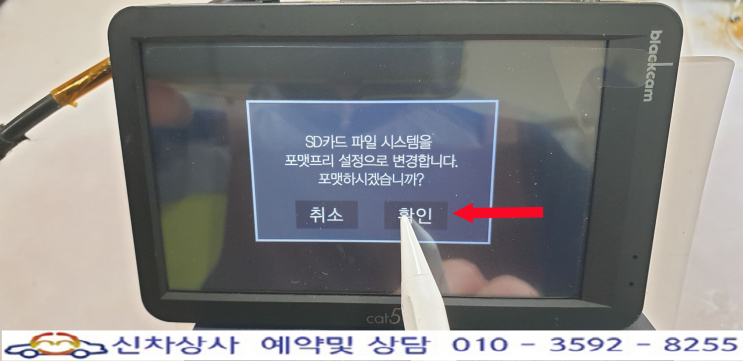 blackcam
SD카드 파일 시스템을
포맷프리 설정으로 변경합니다.
포맷하시겠습니까?
취소 확인
cat5
신차상사 예약및 상담 010 - 3592 - 8255